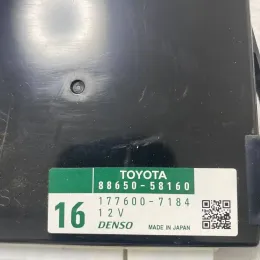 TOYOTA
88650-58160
16
177600-7184
12V
DENSO MADE IN JAPAN